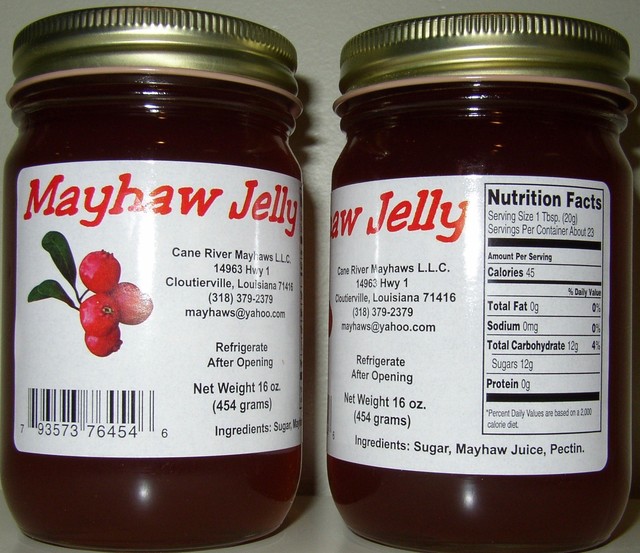 Mayhaw Jelly
Cane River Mayhaws L.L.C.
14963 Hwy 1
Cloutierville, Louisiana 71416
(318) 379-2379
mayhaws@yahoo.com
Refrigerate
After Opening
Net Weight 16 oz.
(454 grams)
Ingredients: Sugar,
7 93573 76454 6
aw Jelly
Cane River Mayhaws L.L.C.
14963 Hwy 1
Cloutierville, Louisiana 71416
(318) 379-2379
mayhaws@yahoo.com
Refrigerate
After Opening
Net Weight 16 oz.
(454 grams)
Ingredients: Sugar, Mayhaw Juice, Pectin.
Nutrition Facts
Serving Size 1 Tbsp. (20g)
Servings Per Container About 23
Amount Per Serving
Calories 45
% Daily Value
Total Fat 0g 0%
Sodium 0mg 0%
Total Carbohydrate 12g 4%
Sugars 12g
Protein 0g
*Percent Daily Values are based on a 2,000
calorie diet.